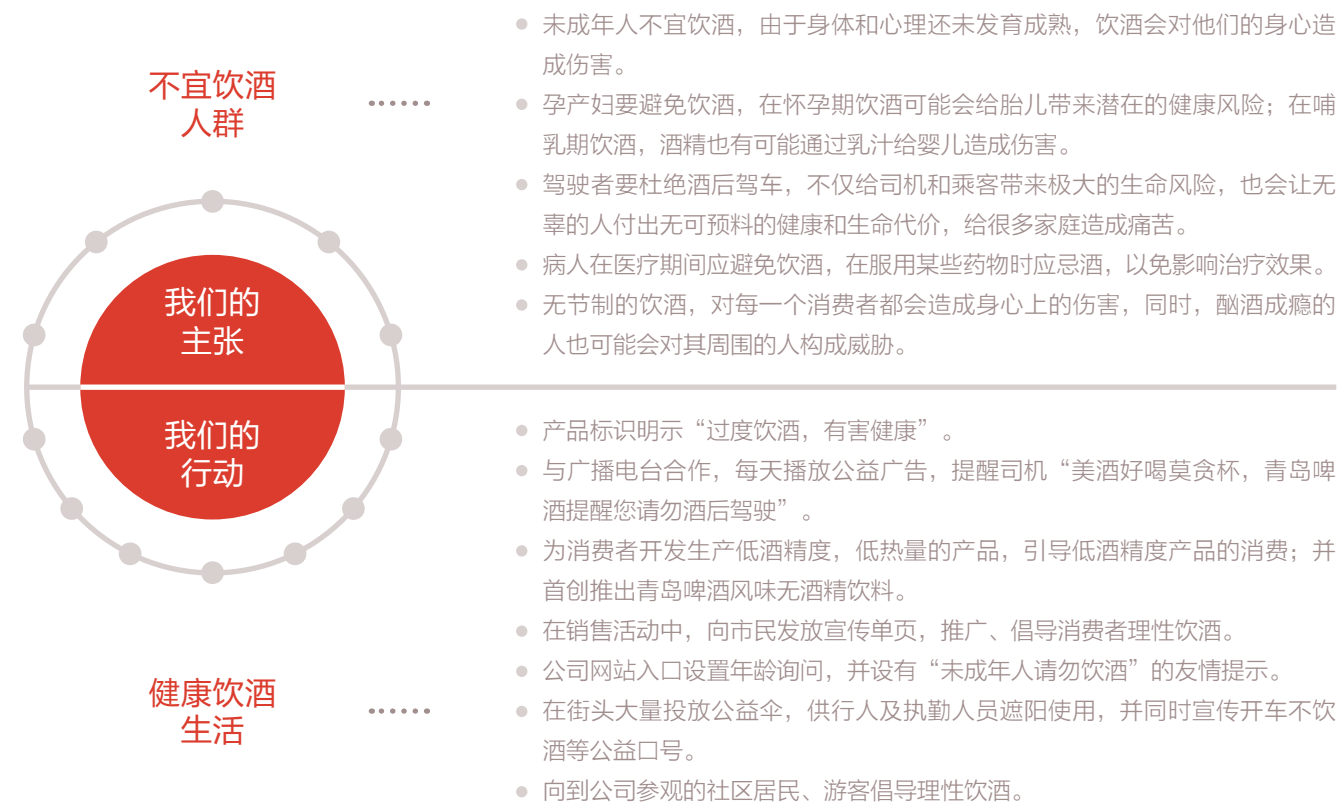 不宜饮酒
人群
未成年人不宜饮酒，由于身体和心理还未发育成熟，饮酒会对他们的身心造
成伤害。
孕产妇要避免饮酒，在怀孕期饮酒可能会给胎儿带来潜在的健康风险；在哺
乳期饮酒，酒精也有可能通过乳汁给婴儿造成伤害。
驾驶者要杜绝酒后驾车，不仅给司机和乘客带来极大的生命风险，也会让无
辜的人付出无可预料的健康和生命代价，给很多家庭造成痛苦。
病人在医疗期间应避免饮酒，在服用某些药物时应忌酒，以免影响治疗效果。
无节制的饮酒，对每一个消费者都会造成身心上的伤害，同时，酗酒成瘾的
人也可能会对其周围的人构成威胁。
我们的
主张
我们的
行动
产品标识明示“过度饮酒，有害健康”。
与广播电台合作，每天播放公益广告，提醒司机“美酒好喝莫贪杯，青岛啤
酒提醒您请勿酒后驾驶”。
为消费者开发生产低酒精度，低热量的产品，引导低酒精度产品的消费；并
首创推出青岛啤酒风味无酒精饮料。
在销售活动中，向市民发放宣传单页，推广、倡导消费者理性饮酒。
公司网站入口设置年龄询问，并设有“未成年人请勿饮酒”的友情提示。
在街头大量投放公益伞，供行人及执勤人员遮阳使用，并同时宣传开车不饮
酒等公益口号。
向到公司参观的社区居民、游客倡导理性饮酒。
健康饮酒
生活